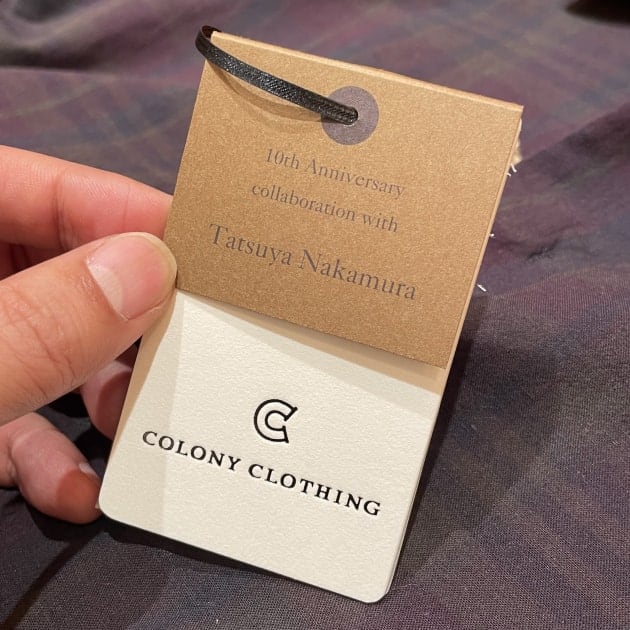 10th Anniversary
collaboration with
Tatsuya Nakamura
C
COLONY CLOTHING